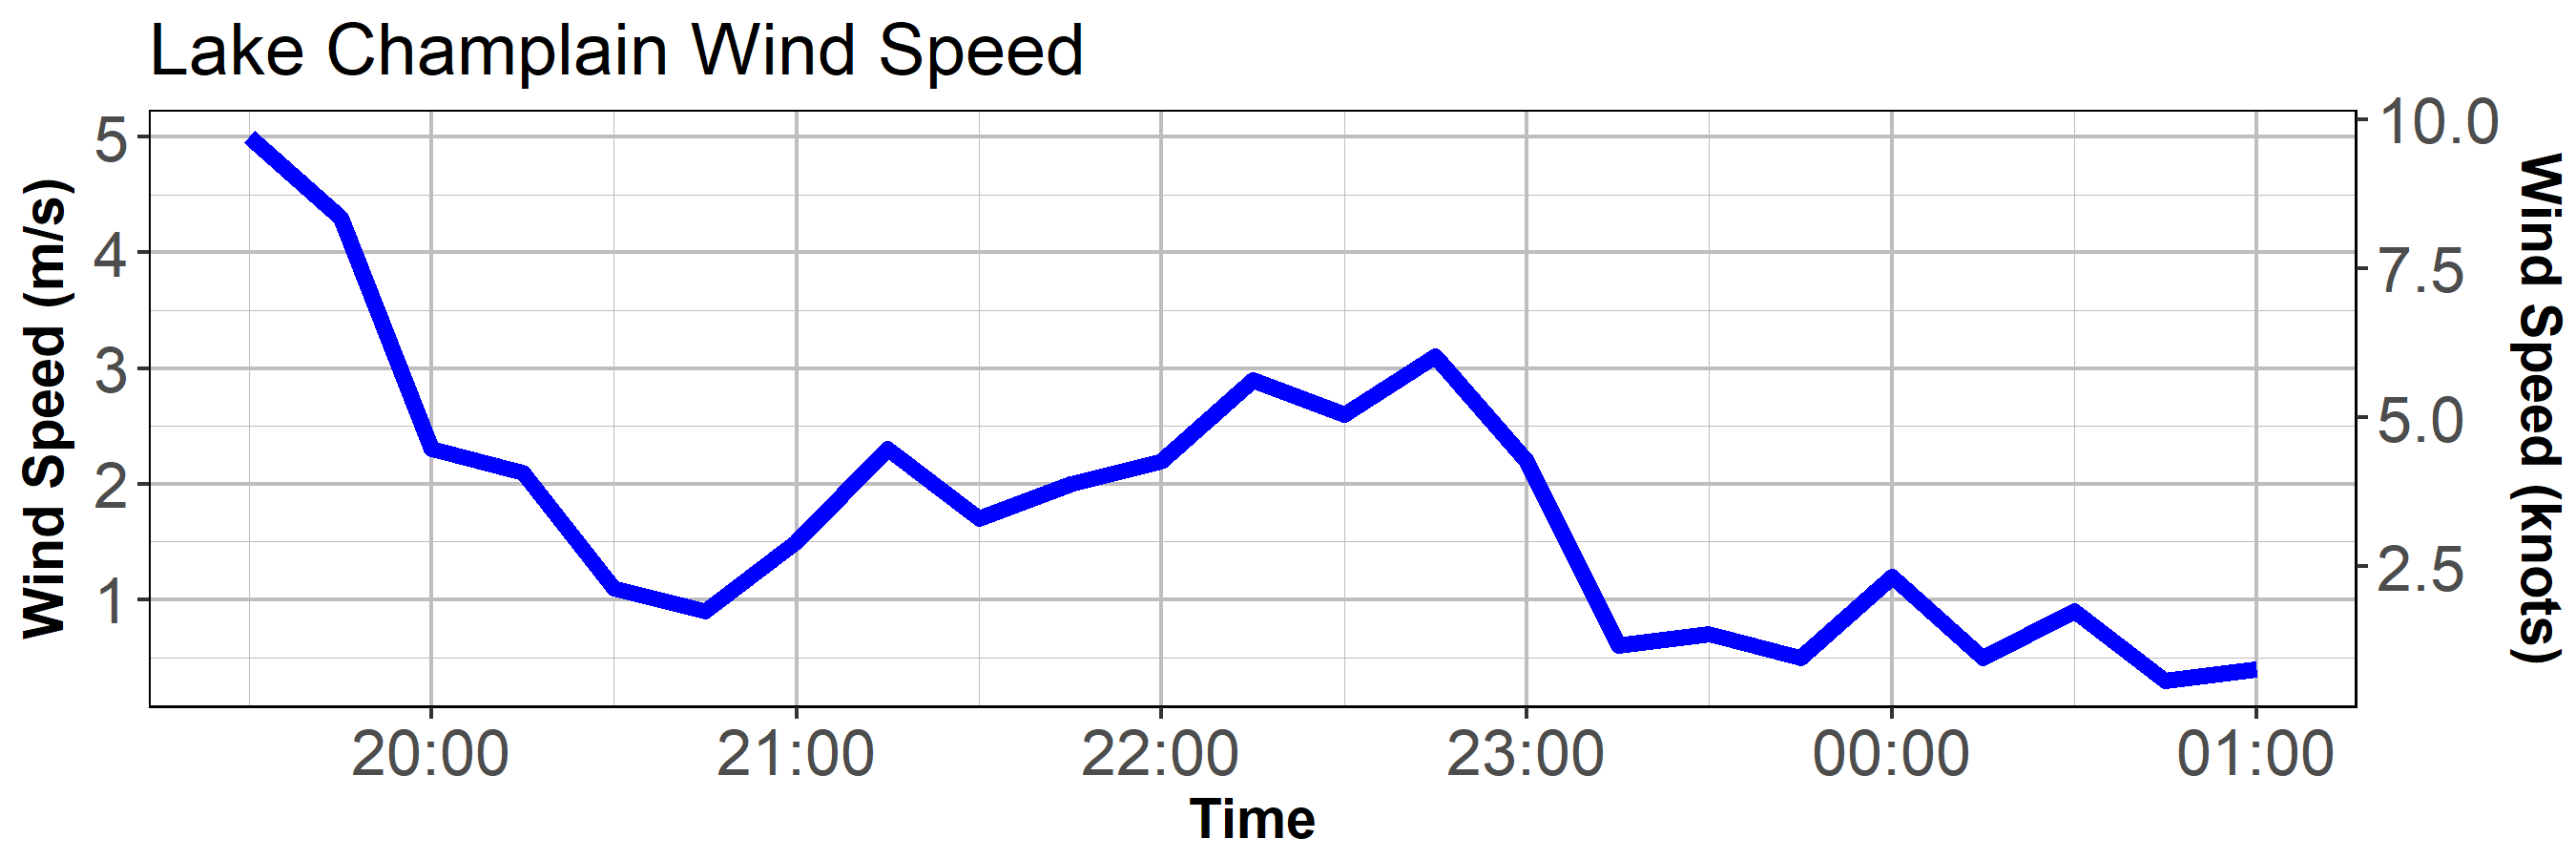 Lake Champlain Wind Speed
Wind Speed (m/s)
5
4
3
2
1
10.0
7.5
5.0
2.5
Wind Speed (knots)
20:00 21:00 22:00 23:00 00:00 01:00
Time